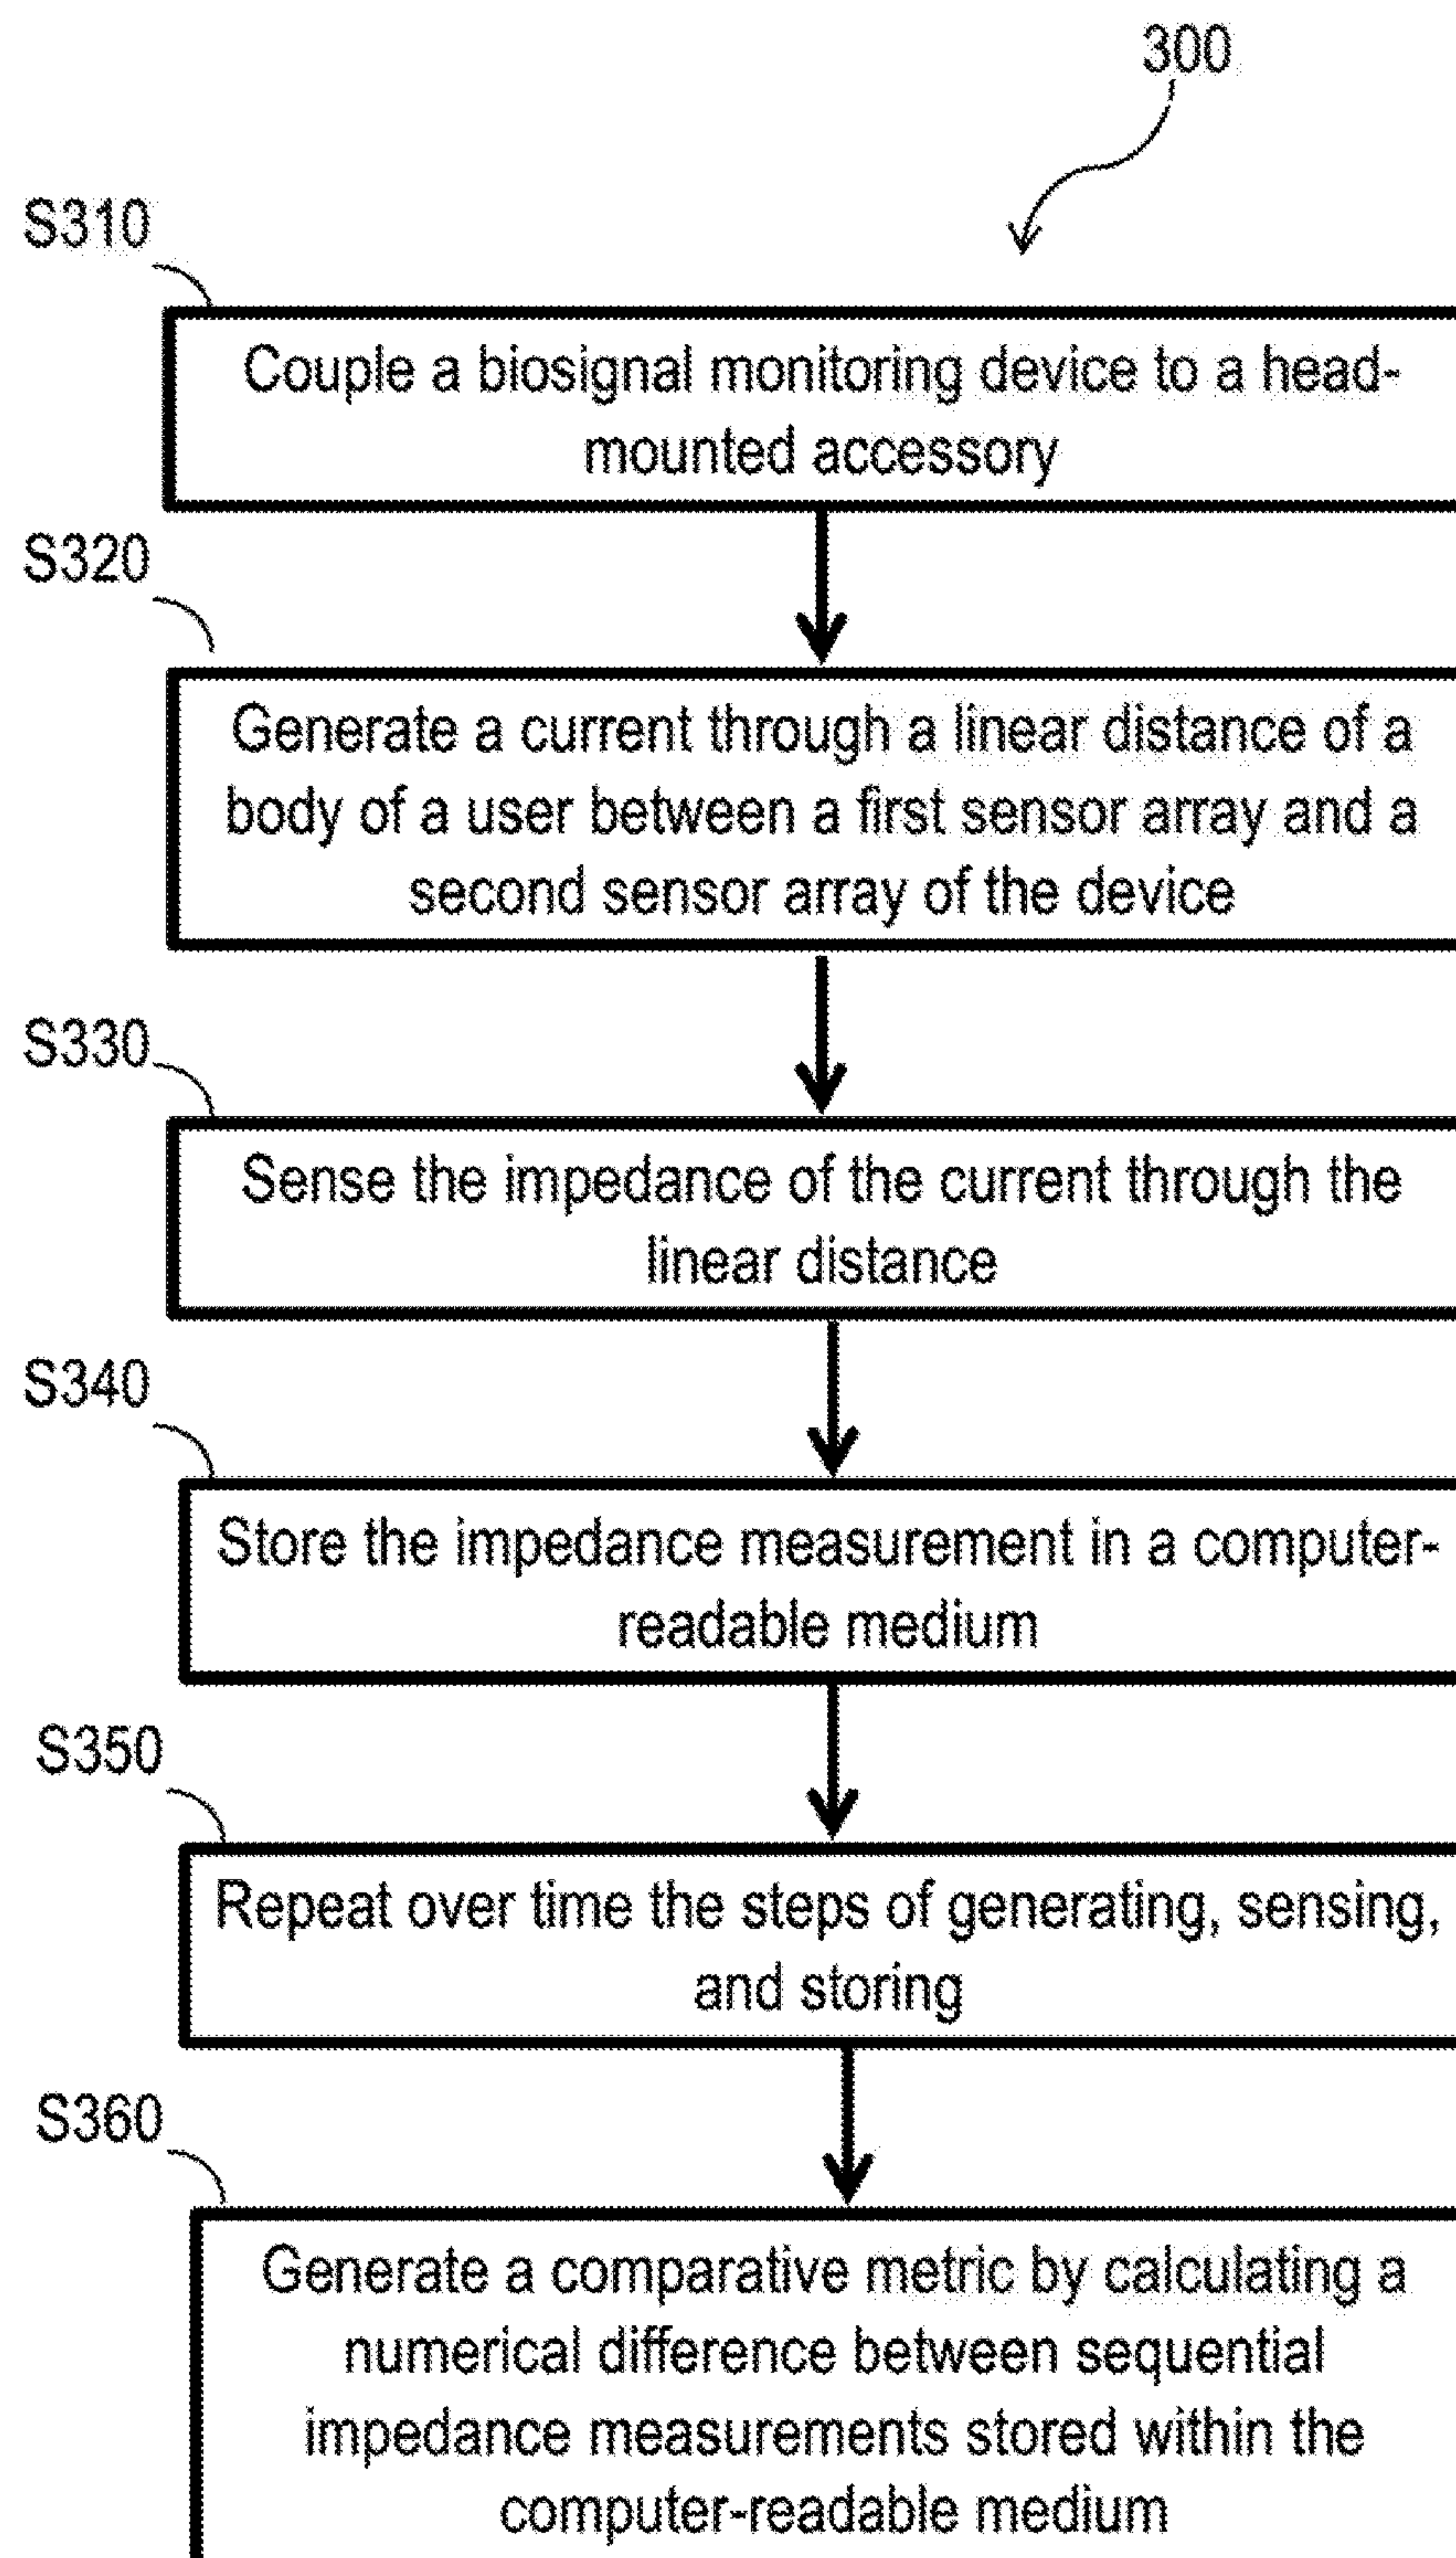 300
S310
Couple a biosignal monitoring device to a head-
mounted accessory
S320
Generate a current through a linear distance of a
body of a user between a first sensor array and a
second sensor array of the device
S330
Sense the impedance of the current through the
linear distance
S340
Store the impedance measurement in a computer-
readable medium
S350
Repeat over time the steps of generating, sensing,
and storing
S360
Generate a comparative metric by calculating a
numerical difference between sequential
impedance measurements stored within the
computer-readable medium